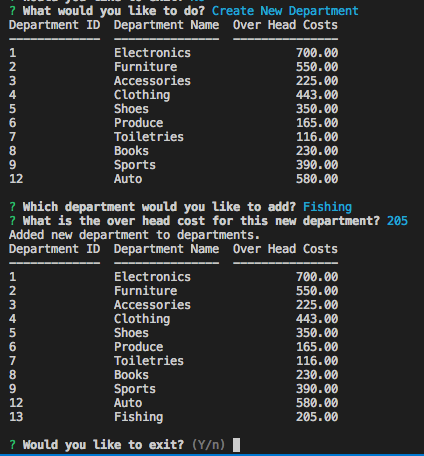 ? What would you like to do? Create New Department
Department ID  Department Name  Over Head Costs
1              Electronics               700.00
2              Furniture                 550.00
3              Accessories               225.00
4              Clothing                  443.00
5              Shoes                     350.00
6              Produce                   165.00
7              Toiletries                116.00
8              Books                     230.00
9              Sports                    390.00
12             Auto                      580.00
? Which department would you like to add? Fishing
? What is the over head cost for this new department? 205
Added new department to departments.
Department ID  Department Name  Over Head Costs
1              Electronics               700.00
2              Furniture                 550.00
3              Accessories               225.00
4              Clothing                  443.00
5              Shoes                     350.00
6              Produce                   165.00
7              Toiletries                116.00
8              Books                     230.00
9              Sports                    390.00
12             Auto                      580.00
13             Fishing                   205.00
? Would you like to exit? (Y/n)